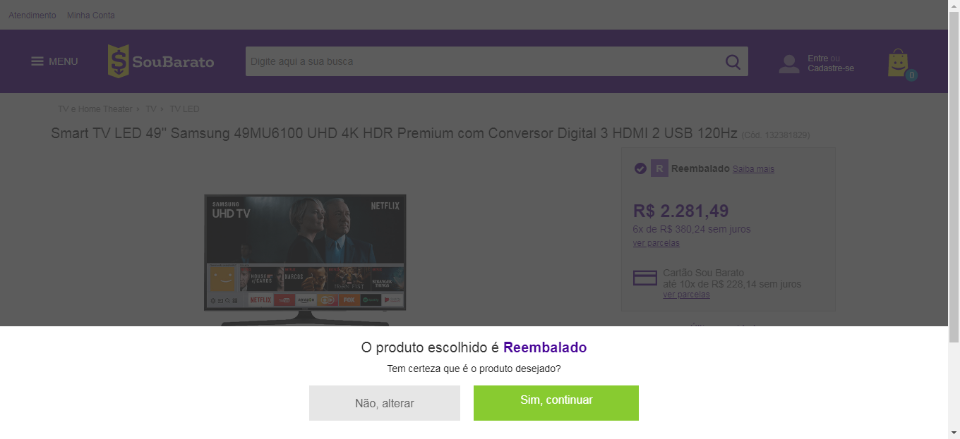 Atendimento Minha Conta
MENU
SouBarato
Digite aqui a sua busca
Entre ou
Cadastre-se
0
TV e Home Theater TV TV LED
Smart TV LED 49" Samsung 49MU6100 UHD 4K HDR Premium com Conversor Digital 3 HDMI 2 USB 120Hz (Cód. 132381829)
R Reembalado Saiba mais
SAMSUNG
UHD TV
NETFLIX
R$ 2.281,49
6x de R$ 380,24 sem juros
ver parcelas
Cartão Sou Barato
até 10x de R$ 228,14 sem juros
ver parcelas
NETFLIX
O produto escolhido é Reembalado
Tem certeza que é o produto desejado?
Não, alterar
Sim, continuar